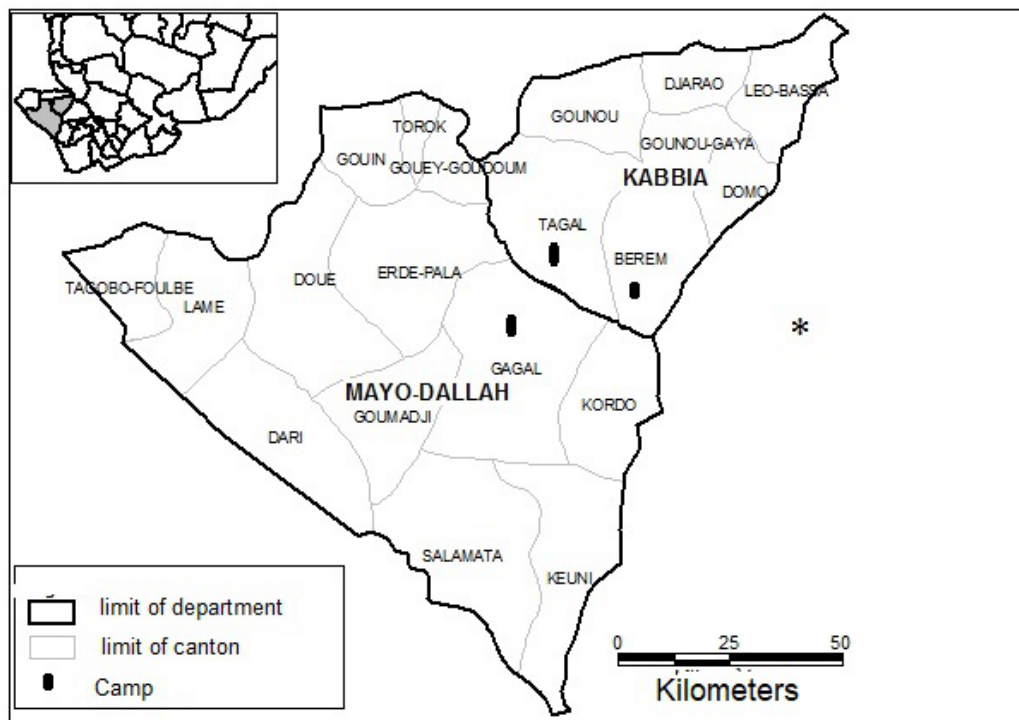 DJARAO
LEO-BASSA
GOUNOU
TOROK
GOUNOU-GAYA
GOUIN
GOUEY-GOUDOUM
KABBIA
DOMO
TAGAL
BEREM
ERDE-PALA
DOUE
TAGOBO-FOULBE
LAME
*
GAGAL
MAYO-DALLAH
KORDO
GOUMADJI
DARI
SALAMATA
KEUNI
limit of department
limit of canton
Camp
0 25 50
Kilometers